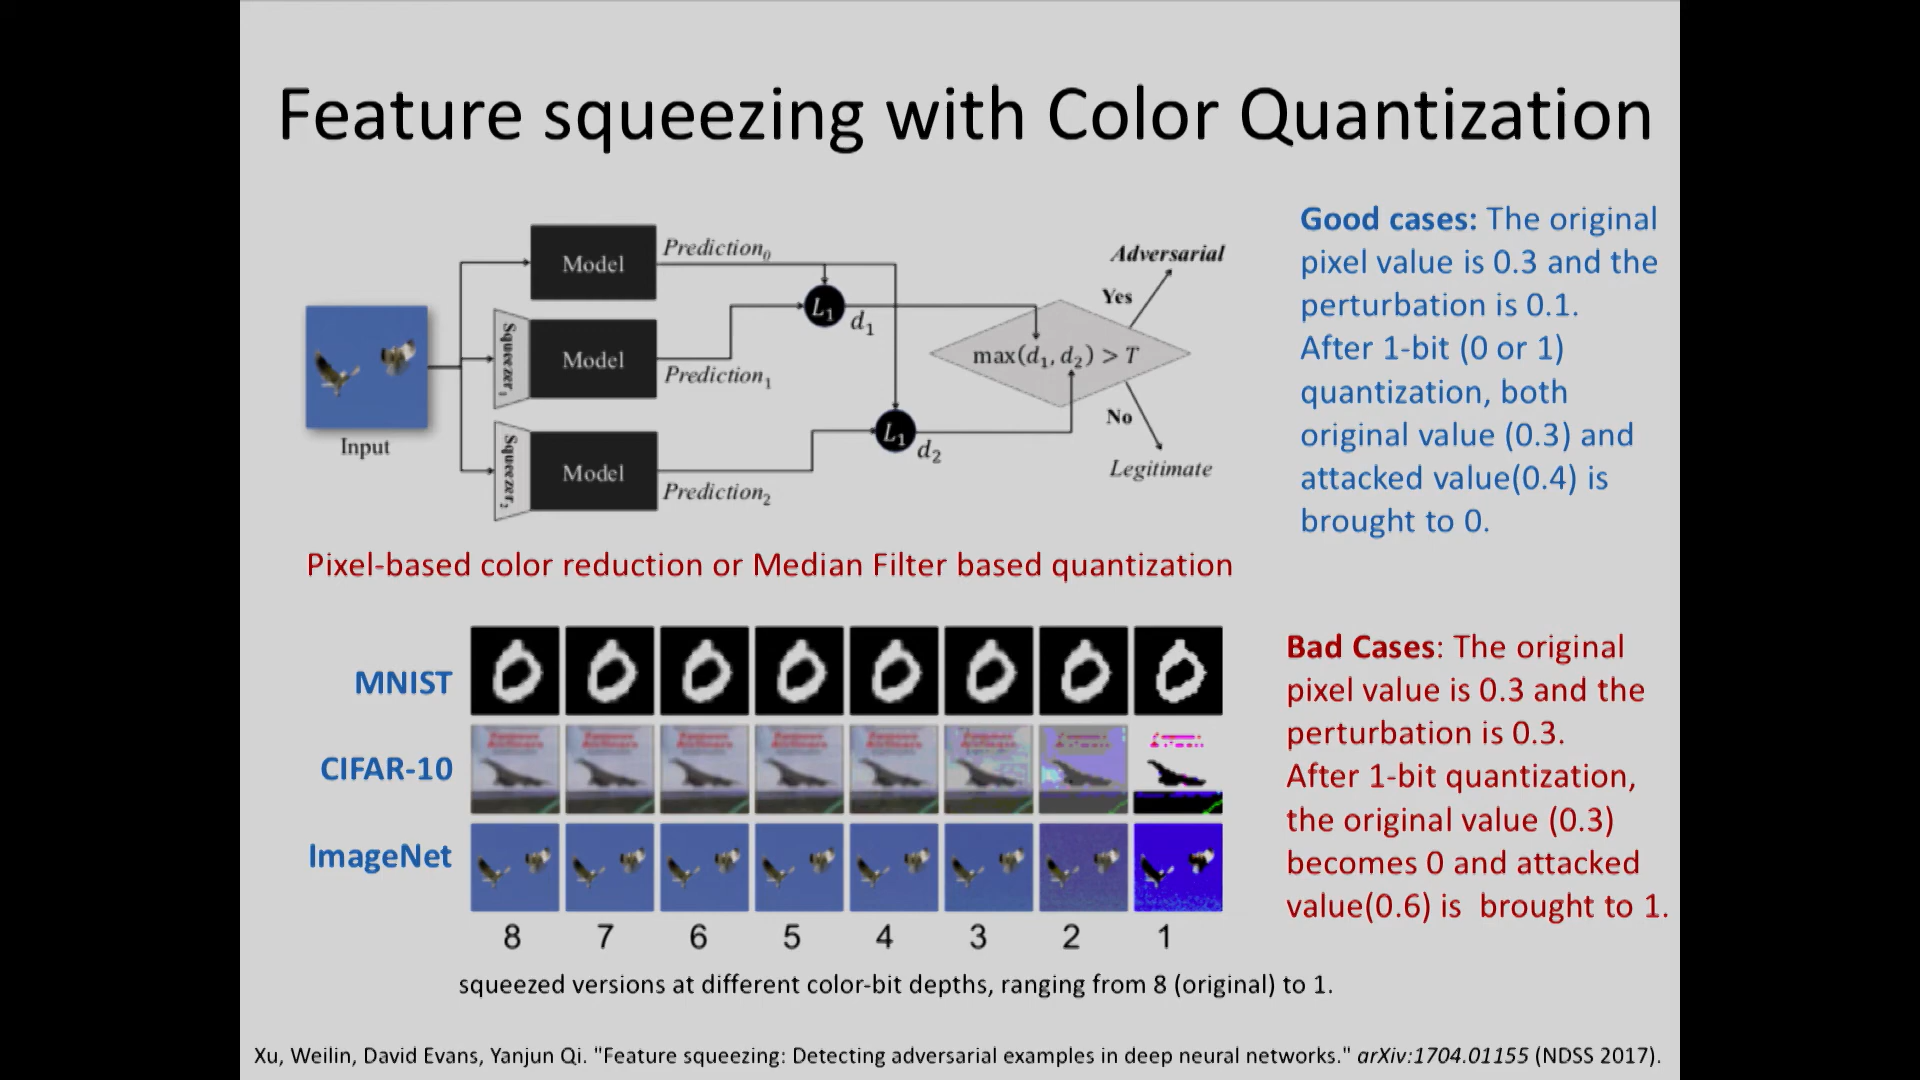 Feature squeezing with Color Quantization
Model
Prediction0
Adversarial
Yes
L1
d1
Squeezer1
Model
Prediction1
max(d1, d2) > T
Input
No
L1
d2
Squeezer2
Model
Prediction2
Legitimate
Good cases: The original
pixel value is 0.3 and the
perturbation is 0.1.
After 1-bit (0 or 1)
quantization, both
original value (0.3) and
attacked value(0.4) is
brought to 0.
Pixel-based color reduction or Median Filter based quantization
MNIST
CIFAR-10
ImageNet
8 7 6 5 4 3 2 1
squeezed versions at different color-bit depths, ranging from 8 (original) to 1.
Bad Cases: The original
pixel value is 0.3 and the
perturbation is 0.3.
After 1-bit quantization,
the original value (0.3)
becomes 0 and attacked
value(0.6) is brought to 1.
Xu, Weilin, David Evans, Yanjun Qi. "Feature squeezing: Detecting adversarial examples in deep neural networks." arXiv:1704.01155 (NDSS 2017).